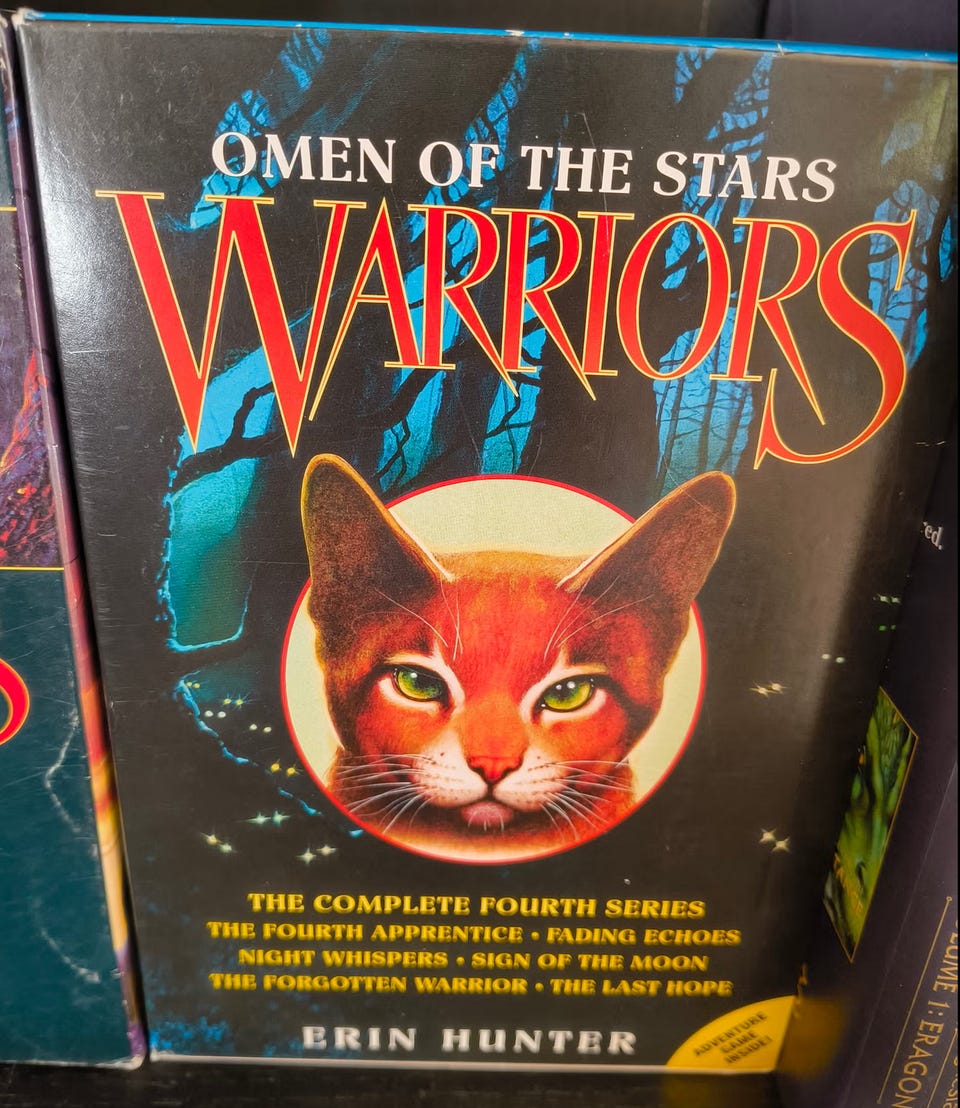 OMEN OF THE STARS
WARRIORS
THE COMPLETE FOURTH SERIES
THE FOURTH APPRENTICE • FADING ECHOES
NIGHT WHISPERS • SIGN OF THE MOON
THE FORGOTTEN WARRIOR • THE LAST HOPE
ERIN HUNTER
ADVENTURE
GAME
INSIDE!
ed.
1: ERAGON